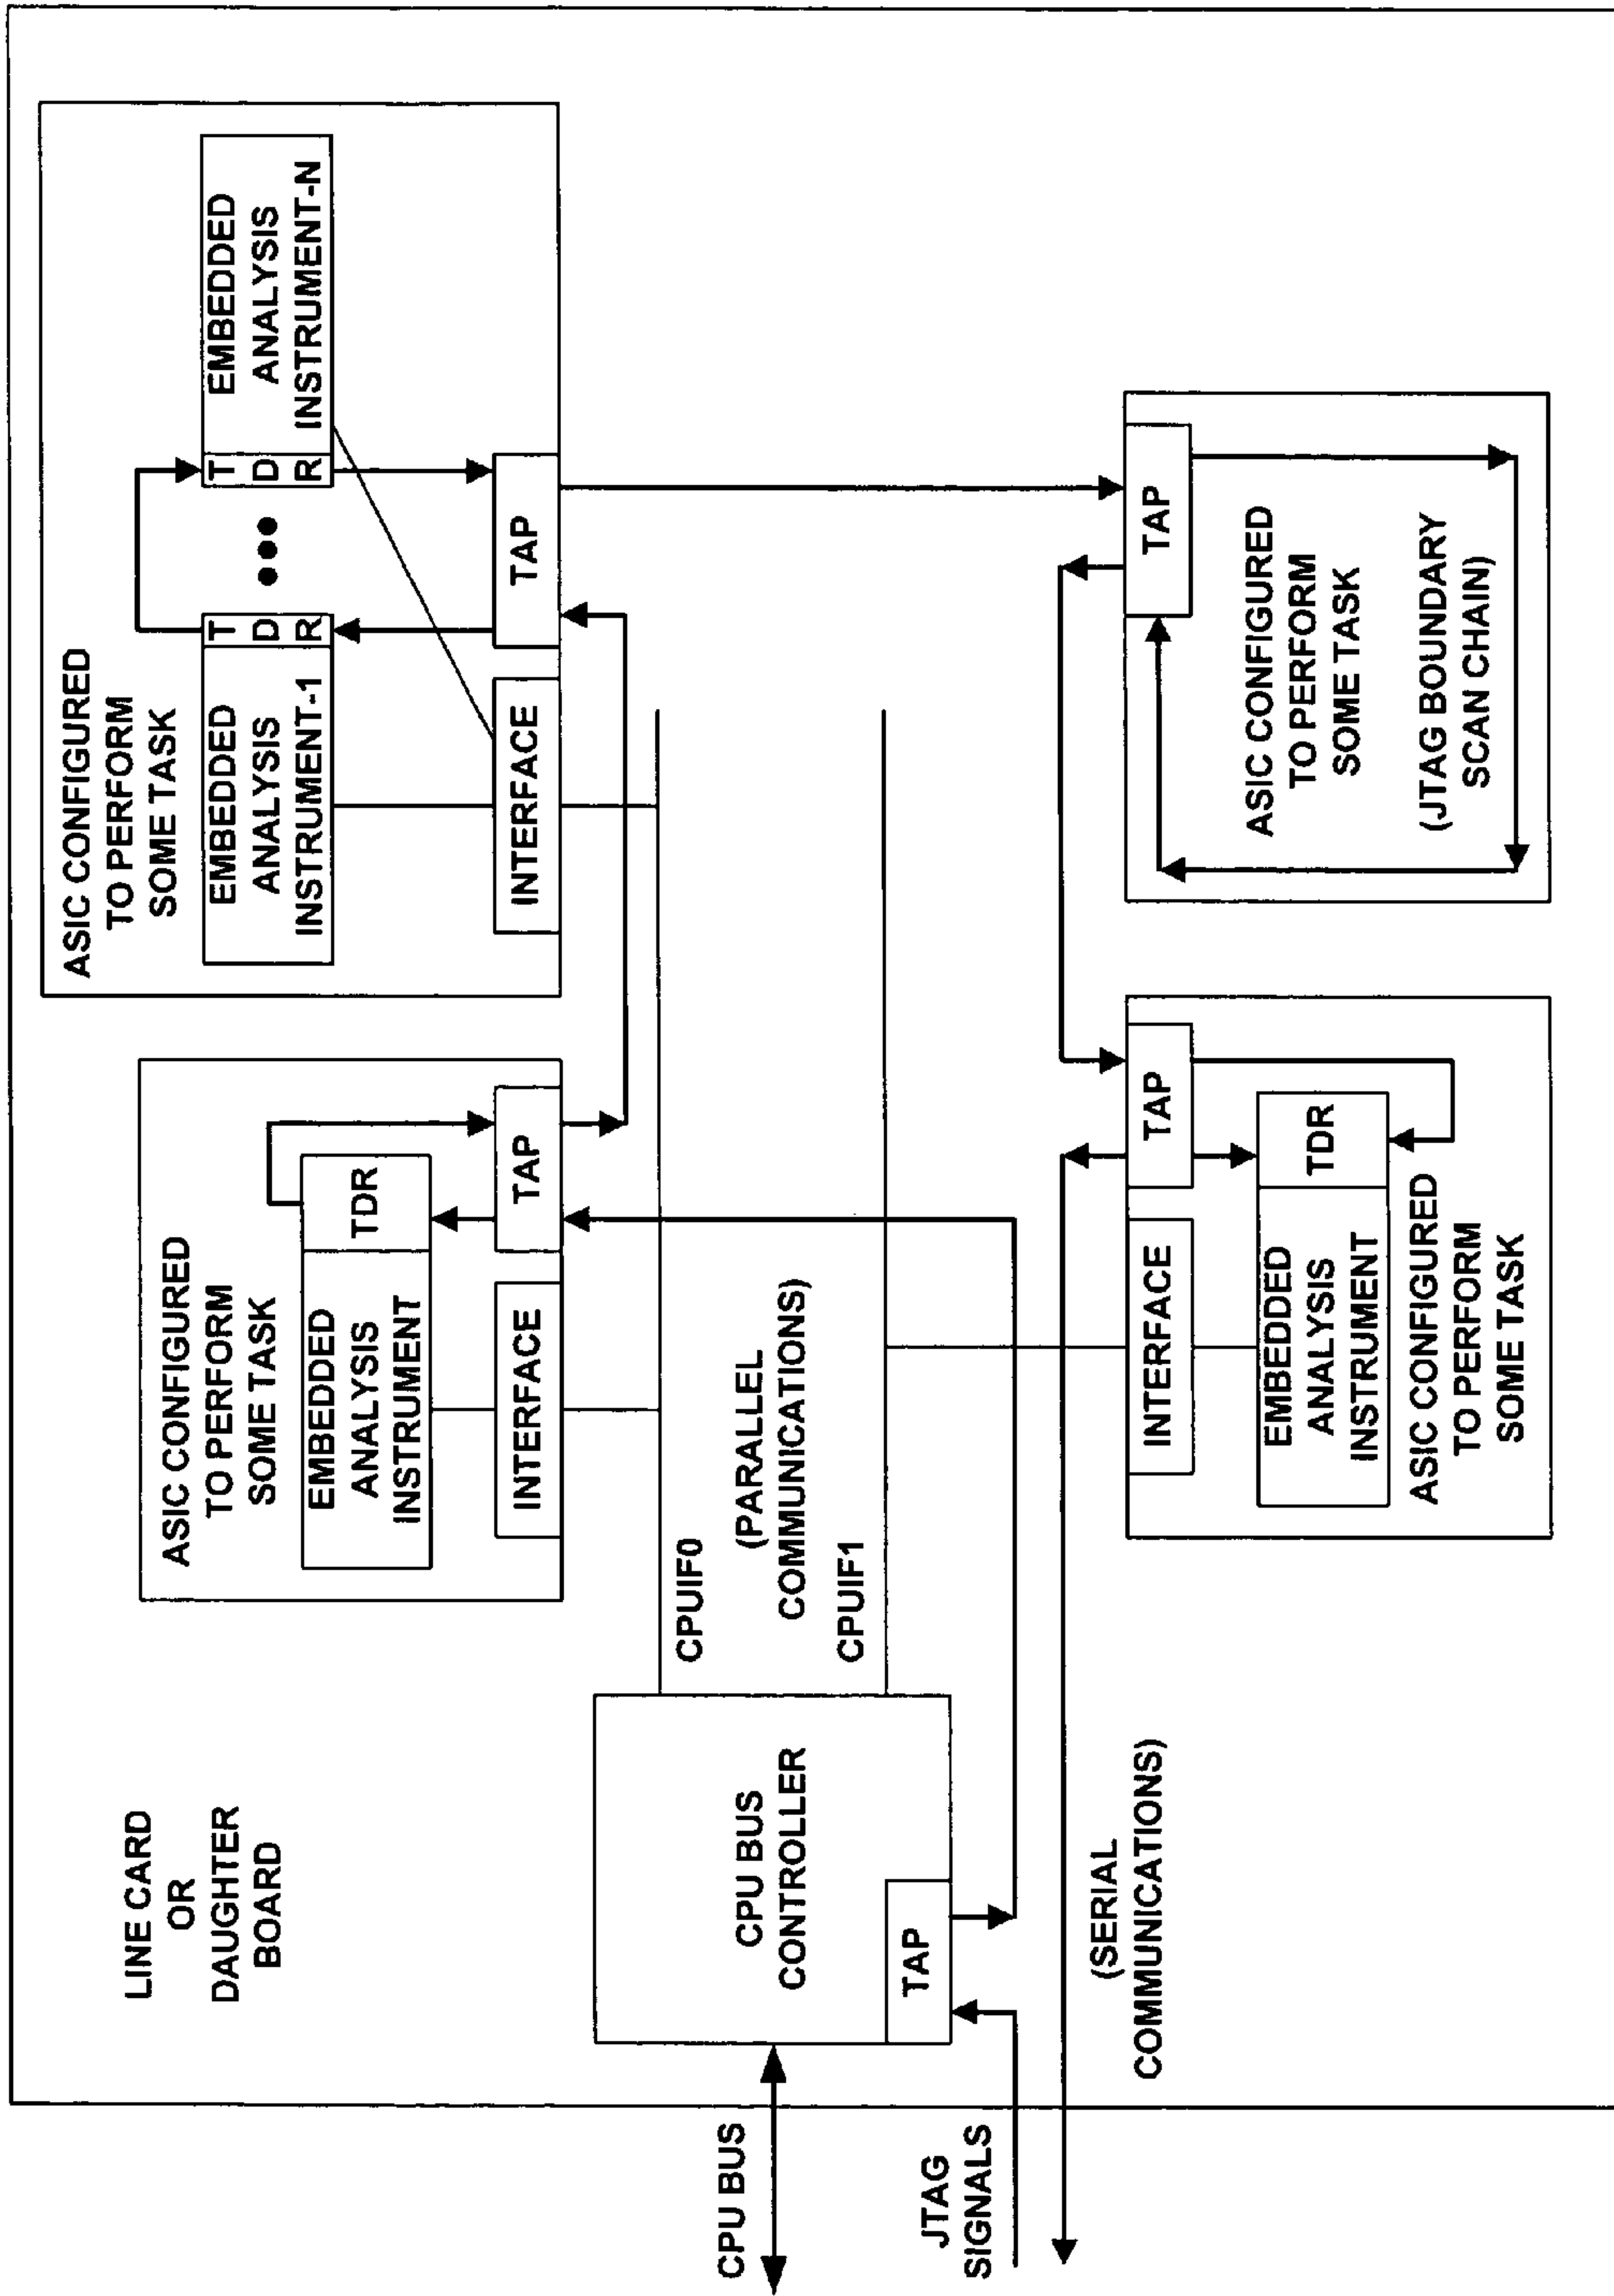 LINE CARD
OR
DAUGHTER
BOARD
ASIC CONFIGURED
TO PERFORM
SOME TASK
EMBEDDED
ANALYSIS
INSTRUMENT
TDR
INTERFACE
TAP
ASIC CONFIGURED
TO PERFORM
SOME TASK
EMBEDDED
ANALYSIS
INSTRUMENT-1
T
D
R
T
D
R
EMBEDDED
ANALYSIS
INSTRUMENT-N
INTERFACE
TAP
CPU BUS
CPU BUS
CONTROLLER
TAP
CPUIF0
(PARALLEL
COMMUNICATIONS)
CPUIF1
JTAG
SIGNALS
(SERIAL
COMMUNICATIONS)
INTERFACE
TAP
EMBEDDED
ANALYSIS
INSTRUMENT
TDR
ASIC CONFIGURED
TO PERFORM
SOME TASK
TAP
ASIC CONFIGURED
TO PERFORM
SOME TASK
(JTAG BOUNDARY
SCAN CHAIN)